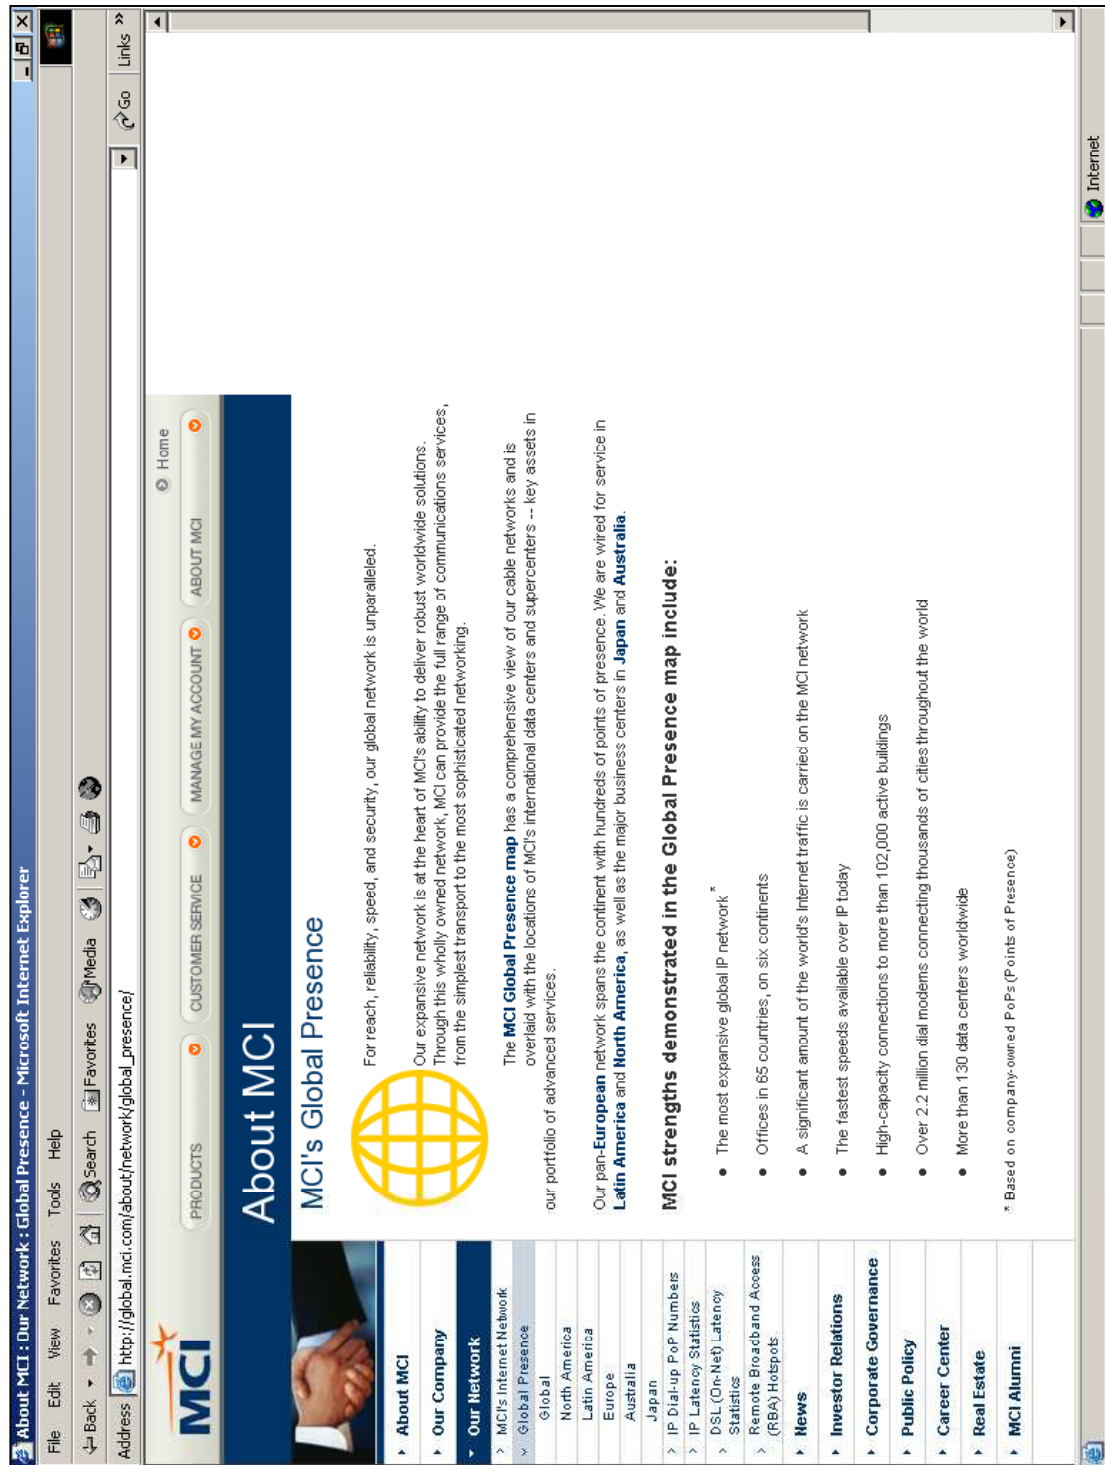 About MCI : Our Network : Global Presence - Microsoft Internet Explorer
File Edit View Favorites Tools Help
Back Search Favorites Media
Address http://global.mci.com/about/network/global_presence/ Go Links »
MCI
Home
PRODUCTS CUSTOMER SERVICE MANAGE MY ACCOUNT ABOUT MCI
About MCI
About MCI
Our Company
Our Network
MCI's Internet Network
Global Presence
Global
North America
Latin America
Europe
Australia
Japan
IP Dial-up PoP Numbers
IP Latency Statistics
DSL (On-Net) Latency
Statistics
Remote Broadband Access
(RBA) Hotspots
News
Investor Relations
Corporate Governance
Public Policy
Career Center
Real Estate
MCI Alumni
MCI's Global Presence
For reach, reliability, speed, and security, our global network is unparalleled.
Our expansive network is at the heart of MCI's ability to deliver robust worldwide solutions.
Through this wholly owned network, MCI can provide the full range of communications services,
from the simplest transport to the most sophisticated networking.
The MCI Global Presence map has a comprehensive view of our cable networks and is
overlaid with the locations of MCI's international data centers and supercenters -- key assets in
our portfolio of advanced services.
Our pan-European network spans the continent with hundreds of points of presence. We are wired for service in
Latin America and North America, as well as the major business centers in Japan and Australia.
MCI strengths demonstrated in the Global Presence map include:
• The most expansive global IP network *
• Offices in 65 countries, on six continents
• A significant amount of the world's Internet traffic is carried on the MCI network
• The fastest speeds available over IP today
• High-capacity connections to more than 102,000 active buildings
• Over 2.2 million dial modems connecting thousands of cities throughout the world
• More than 130 data centers worldwide
* Based on company-owned PoPs (Points of Presence)
Internet